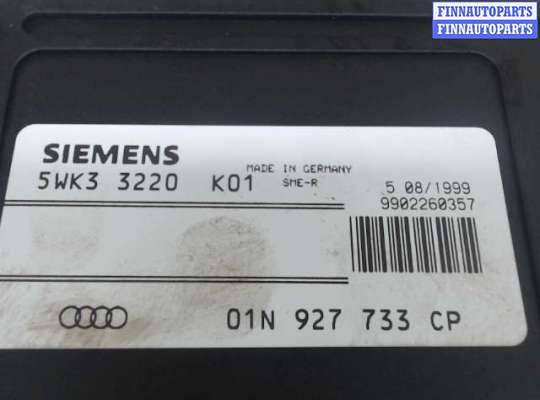 FINNAUTOPARTS
FINNAUTOPARTS
SIEMENS
MADE IN GERMANY
5WK3 3220 K01 SME-R 5 08/1999
9902260357
01N 927 733 CP